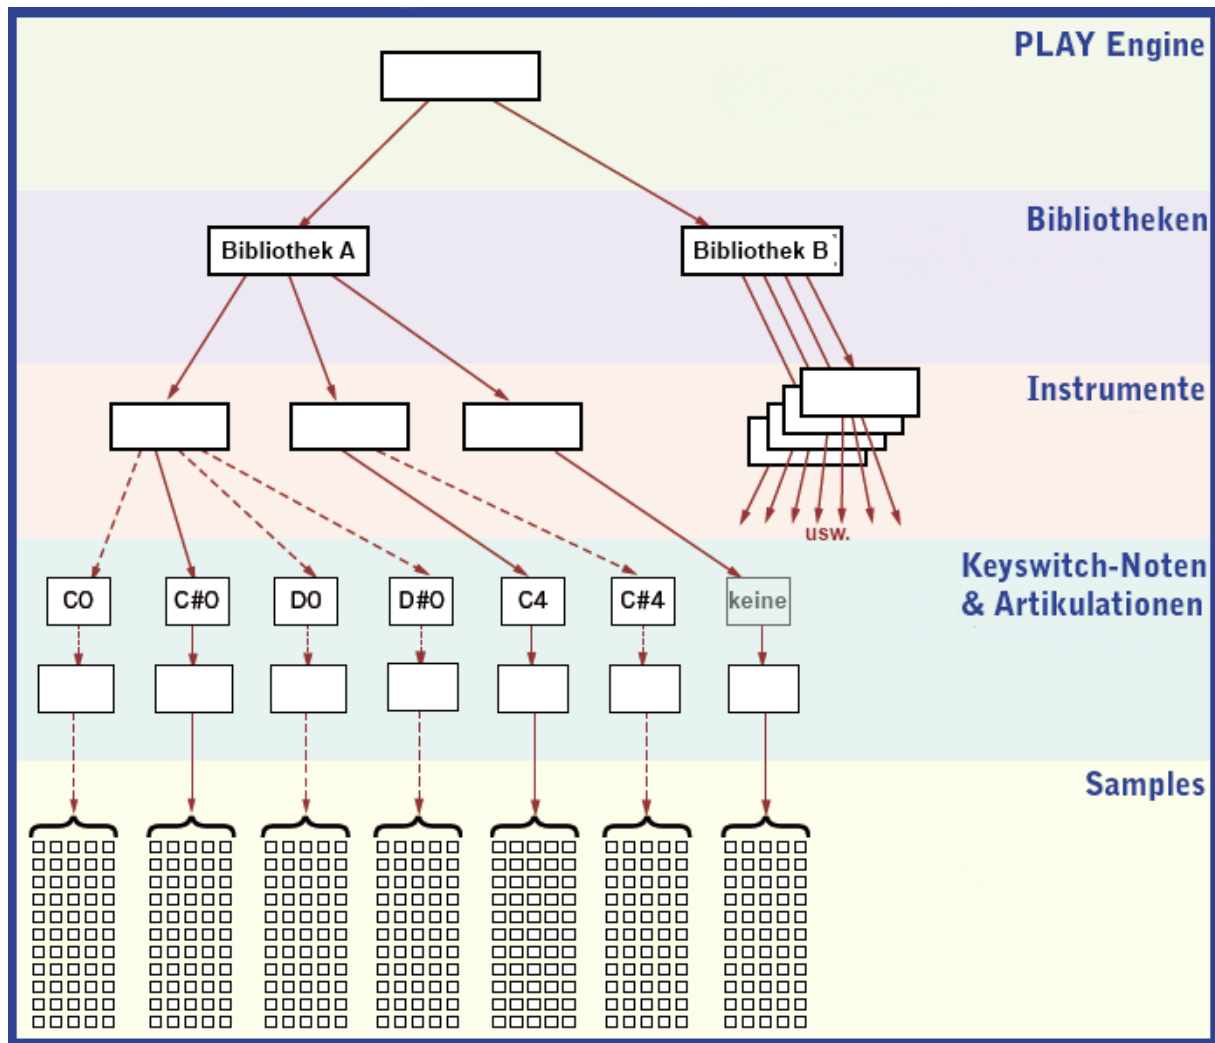 PLAY Engine
Bibliotheken
Bibliothek A
Bibliothek B
Instrumente
usw.
Keyswitch-Noten
& Artikulationen
C0
C#0
D0
D#0
C4
C#4
keine
Samples